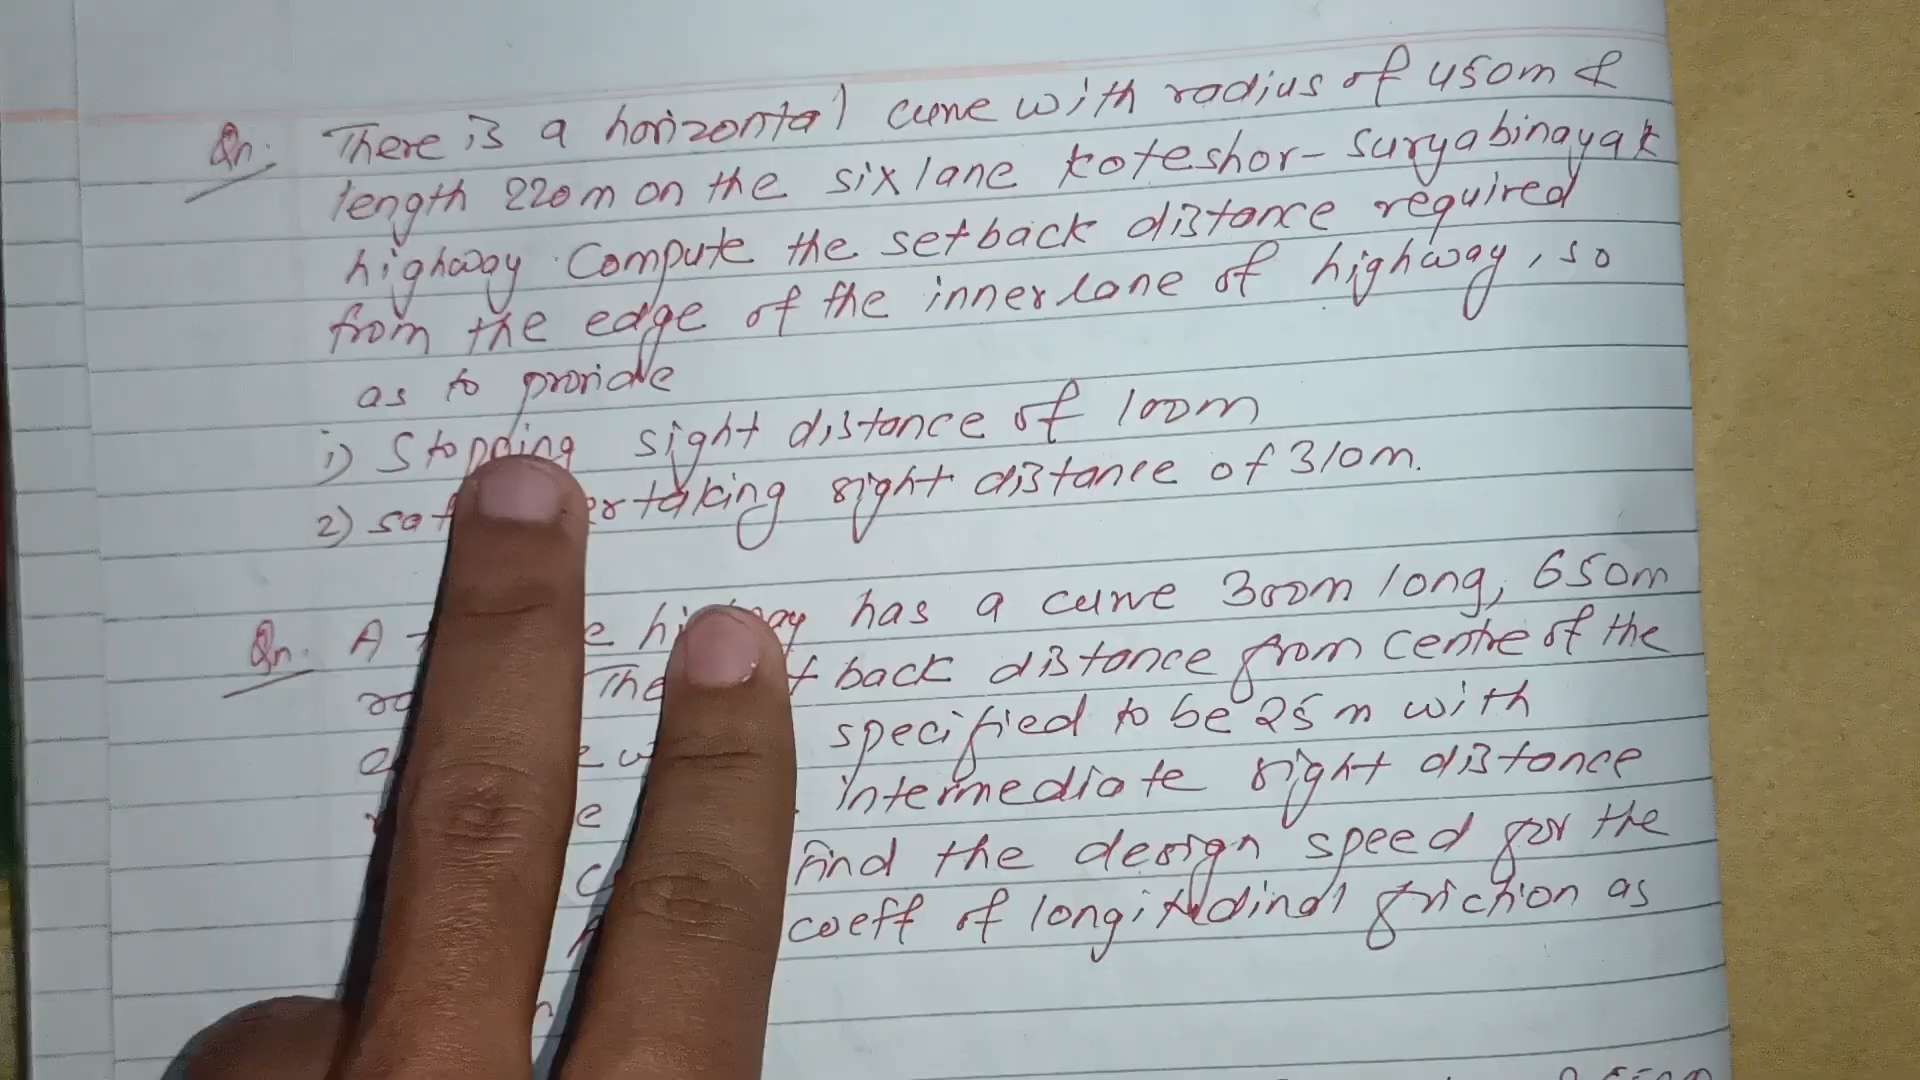 Qn. There is a horizontal curve with radius of 450m &
length 220m on the six lane Koteshor-Suryabinayak
highway. Compute the setback distance required
from the edge of the inner lane of highway, so
as to provide
i) Stopping sight distance of 100m
2) sight distance of 310m.
Qn. A has a curve 300m long, 650m
The back distance from centre of the
specified to be 25m with
intermediate sight distance
Find the design speed for the
coeff of longitudinal friction as